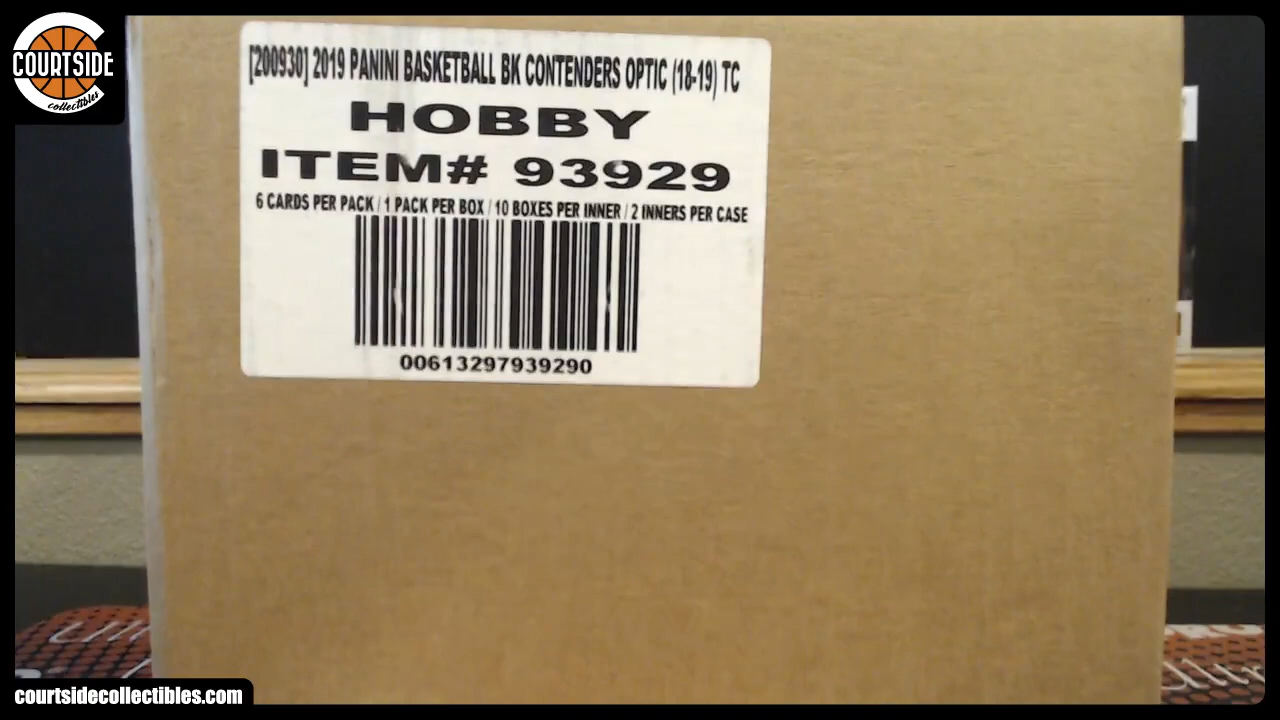 COURTSIDE
collectibles
[200930] 2019 PANINI BASKETBALL BK CONTENDERS OPTIC (18-19) TC
HOBBY
ITEM# 93929
6 CARDS PER PACK / 1 PACK PER BOX / 10 BOXES PER INNER / 2 INNERS PER CASE
00613297939290
courtsidecollectibles.com